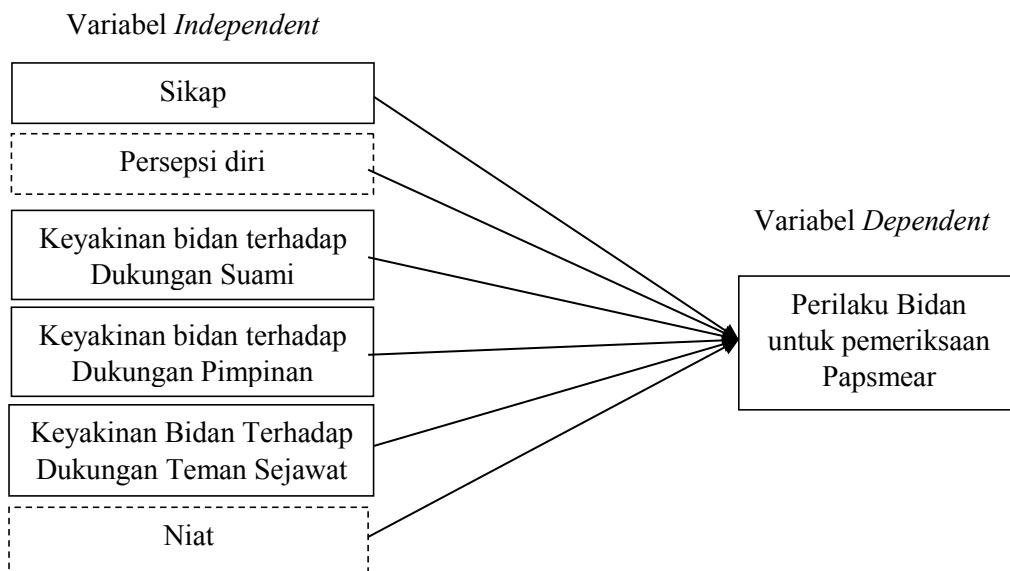 Variabel Independent
Sikap
Persepsi diri
Keyakinan bidan terhadap
Dukungan Suami
Keyakinan bidan terhadap
Dukungan Pimpinan
Keyakinan Bidan Terhadap
Dukungan Teman Sejawat
Niat
Variabel Dependent
Perilaku Bidan
untuk pemeriksaan
Papsmear